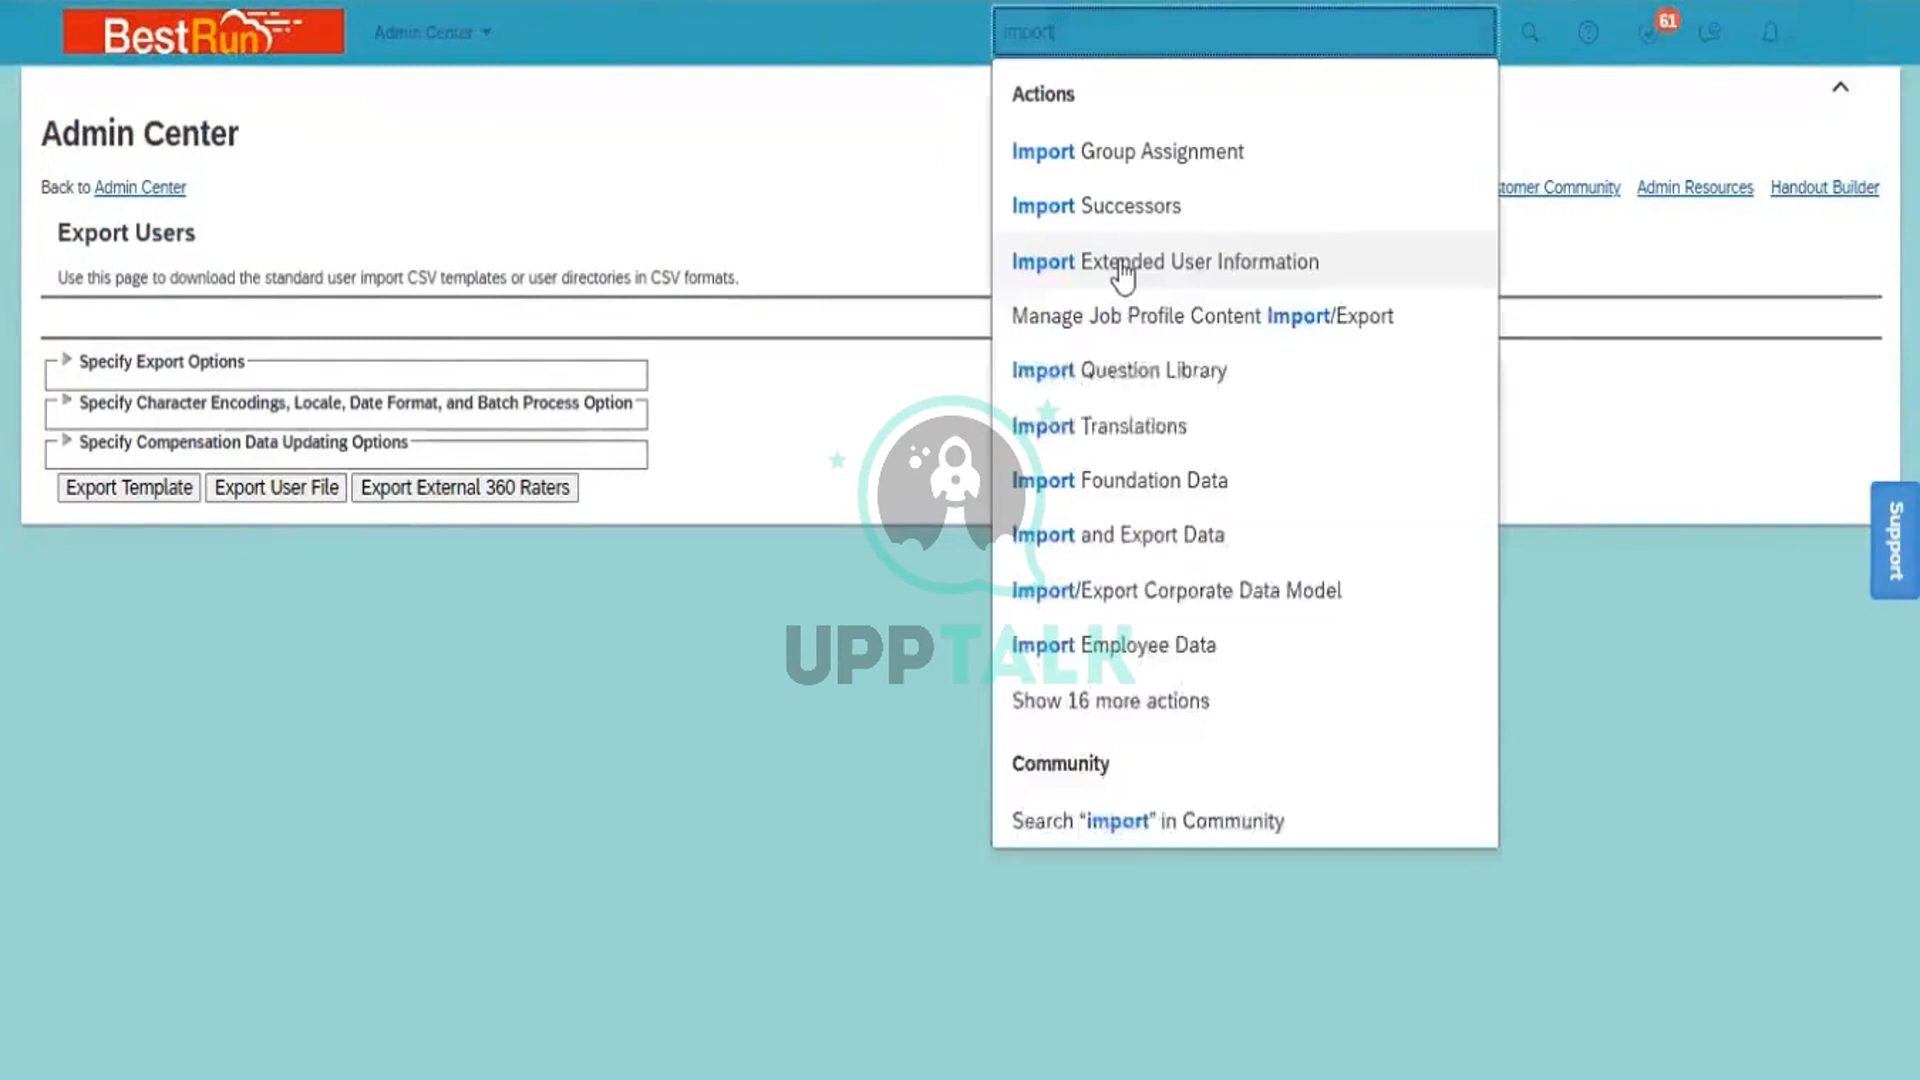 BestRun
Admin Center
import
61
Actions
Import Group Assignment
Import Successors
Import Extended User Information
Manage Job Profile Content Import/Export
Import Question Library
Import Translations
Import Foundation Data
Import and Export Data
Import/Export Corporate Data Model
Import Employee Data
Show 16 more actions
Community
Search “import” in Community
Admin Center
Back to Admin Center
tomer Community Admin Resources Handout Builder
Export Users
Use this page to download the standard user import CSV templates or user directories in CSV formats.
Specify Export Options
Specify Character Encodings, Locale, Date Format, and Batch Process Option
Specify Compensation Data Updating Options
Export Template Export User File Export External 360 Raters
Support
UPPTALK